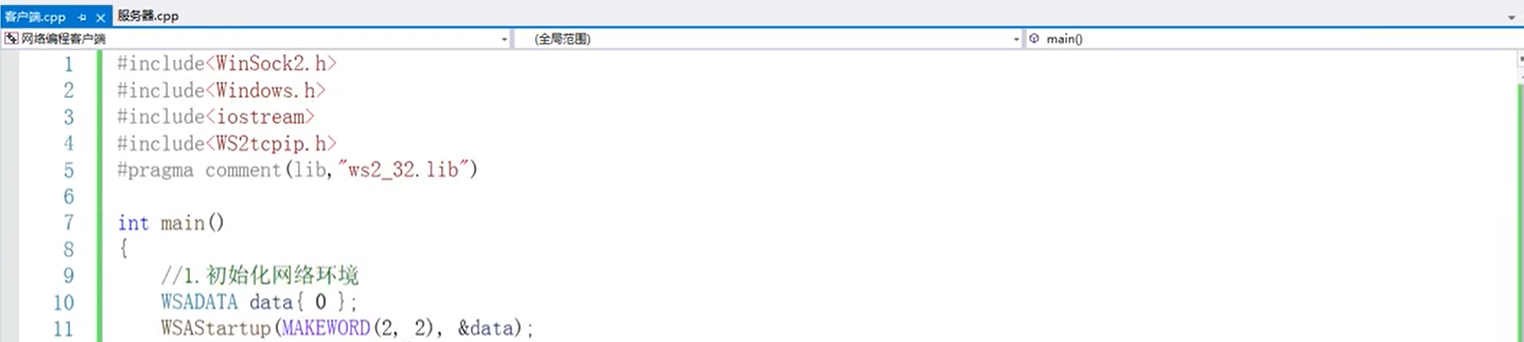 客户端.cpp 服务器.cpp
网络编程客户端 (全局范围) main()
1 #include<WinSock2.h>
2 #include<Windows.h>
3 #include<iostream>
4 #include<WS2tcpip.h>
5 #pragma comment(lib,"ws2_32.lib")
6
7 int main()
8 {
9 //1.初始化网络环境
10 WSADATA data{ 0 };
11 WSAStartup(MAKEWORD(2, 2), &data);